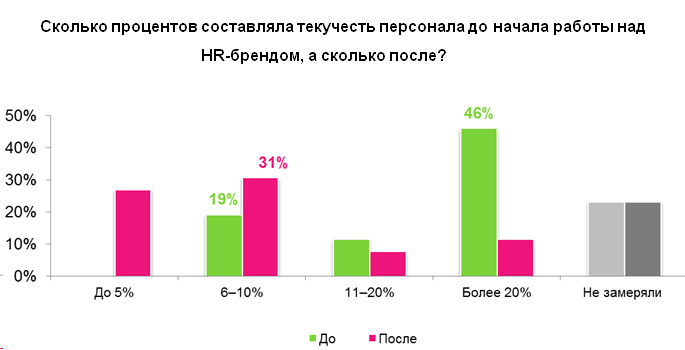 Сколько процентов составляла текучесть персонала до начала работы над
HR-брендом, а сколько после?
50%
40%
30%
20%
10%
0%
46%
31%
19%
До 5%
6–10%
11–20%
Более 20%
Не замеряли
До
После